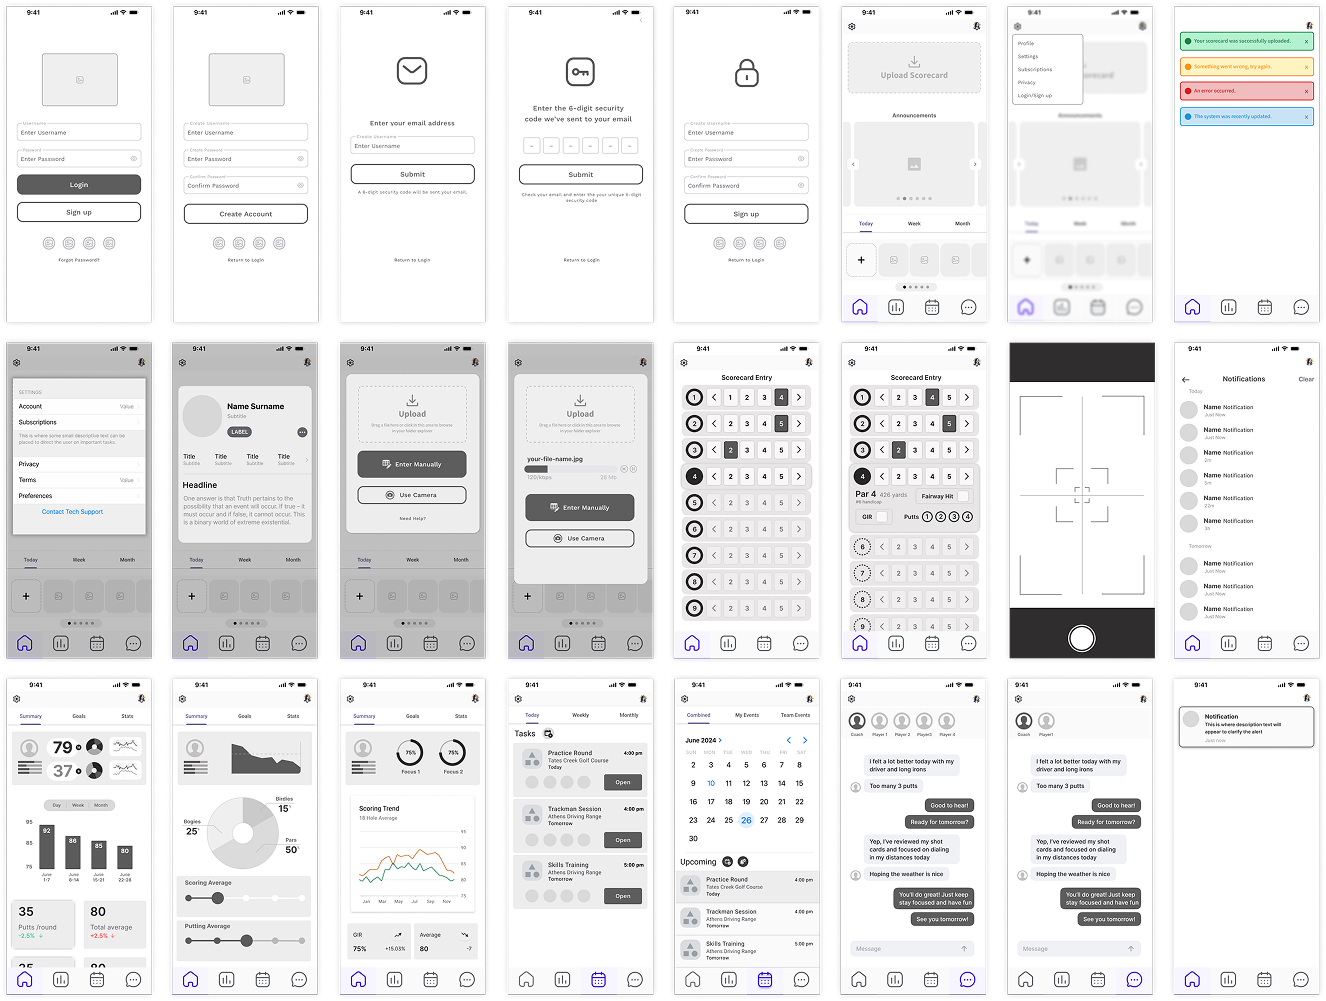 9:41
Username
Enter Username
Password
Enter Password
Login
Sign up
Forgot Password?
9:41
Create Username
Enter Username
Create Password
Enter Password
Confirm Password
Confirm Password
Create Account
Return to Login
9:41
Enter your email address
Create Username
Enter Username
Submit
A 6-digit security code will be sent your email.
Return to Login
9:41
Enter the 6-digit security
code we've sent to your email
Submit
Check your email and enter the your unique 6-digit
security code
Return to Login
9:41
Create Username
Enter Username
Create Password
Enter Password
Confirm Password
Confirm Password
Sign up
Return to Login
9:41
Upload Scorecard
Announcements
Today Week Month
+
9:41
Profile
Settings
Subscriptions
Privacy
Login/Sign up
Announcements
Today Week Month
9:41
Your scorecard was successfully uploaded. x
Something went wrong, try again. x
An error occurred. x
The system was recently updated. x
9:41
SETTINGS
Account Value
Subscriptions
This is where some small descriptive text can be
placed to direct the user on important tasks.
Privacy
Terms Value
Preferences
Contact Tech Support
Today Week Month
+
9:41
Name Surname
Subtitle
LABEL
Title Title Title Title
Subtitle Subtitle Subtitle Subtitle
Headline
One answer is that Truth pertains to the
possibility that an event will occur. If true – it
must occur and if false, it cannot occur. This
is a binary world of extreme existential.
Today Week Month
+
9:41
Upload
Drag a file here or click in this area to browse
in your folder explorer
Enter Manually
Use Camera
Need Help?
Today Week Month
+
9:41
Upload
Drag a file here or click in this area to browse
in your folder explorer
your-file-name.jpg
120/kbps 26 Mb
Enter Manually
Use Camera
9:41
Scorecard Entry
1 1 2 3 4
2 2 3 4 5
3 2 3 4 5
4 2 3 4 5
5 2 3 4 5
6 2 3 4 5
7 2 3 4 5
8 2 3 4 5
9 2 3 4 5
9:41
Scorecard Entry
1 2 3 4 5
2 2 3 4 5
3 2 3 4 5
4 2 3 4 5
Par 4 426 yards Fairway Hit
#6 handicap
GIR Putts 1 2 3 4
6 2 3 4 5
7 2 3 4 5
8 2 3 4 5
9 2 3 4 5
9:41
Notifications Clear
Today
Name Notification
Just Now
Name Notification
Just Now
Name Notification
2m
Name Notification
5m
Name Notification
22m
Name Notification
3h
Tomorrow
Name Notification
Just Now
Name Notification
Just Now
Name Notification
Just Now
9:41
Summary Goals Stats
79
37
Day Week Month
95
85
75
92 86 85 80
June 1-7 June 8-14 June 15-21 June 22-28
35
Putts /round
-2.5% ↓
80
Total average
+2.5% ↓
35 80
9:41
Summary Goals Stats
Birdies
15%
Bogies
25%
Pars
50%
Scoring Average
Putting Average
9:41
Summary Goals Stats
75% 75%
Focus 1 Focus 2
Scoring Trend
18 Hole Average
95
85
75
Jan Mar May Jul Sep Nov
GIR
75% +15.03%
Average
80 -7
9:41
Today Weekly Monthly
Tasks
Practice Round 4:00 pm
Tates Creek Golf Course
Today
Open
Trackman Session 4:00 pm
Athens Driving Range
Tomorrow
Open
Skills Training 5:00 pm
Athens Driving Range
Tomorrow
Open
9:41
Combined My Events Team Events
June 2024 >
SUN MON TUE WED THU FRI SAT
2 3 4 5 6 7 8
9 10 11 12 13 14 15
16 17 18 19 20 21 22
23 24 25 26 27 28 29
30
Upcoming
Practice Round 4:00 pm
Tates Creek Golf Course
Today
Trackman Session 4:00 pm
Athens Driving Range
Tomorrow
Skills Training 5:00 pm
Athens Driving Range
Tomorrow
9:41
Coach Player 1 Player 2 Player 3 Player 4
I felt a lot better today with my
driver and long irons
Too many 3 putts
Good to hear!
Ready for tomorrow?
Yep, I've reviewed my shot
cards and focused on dialing
in my distances today
Hoping the weather is nice
You'll do great! Just keep
stay focused and have fun
See you tomorrow!
Message
9:41
Coach Player1
I felt a lot better today with my
driver and long irons
Too many 3 putts
Good to hear!
Ready for tomorrow?
Yep, I've reviewed my shot
cards and focused on dialing
in my distances today
Hoping the weather is nice
You'll do great! Just keep
stay focused and have fun
See you tomorrow!
Message
9:41
Notification
This is where description text will
appear to clarify the alert
Just now